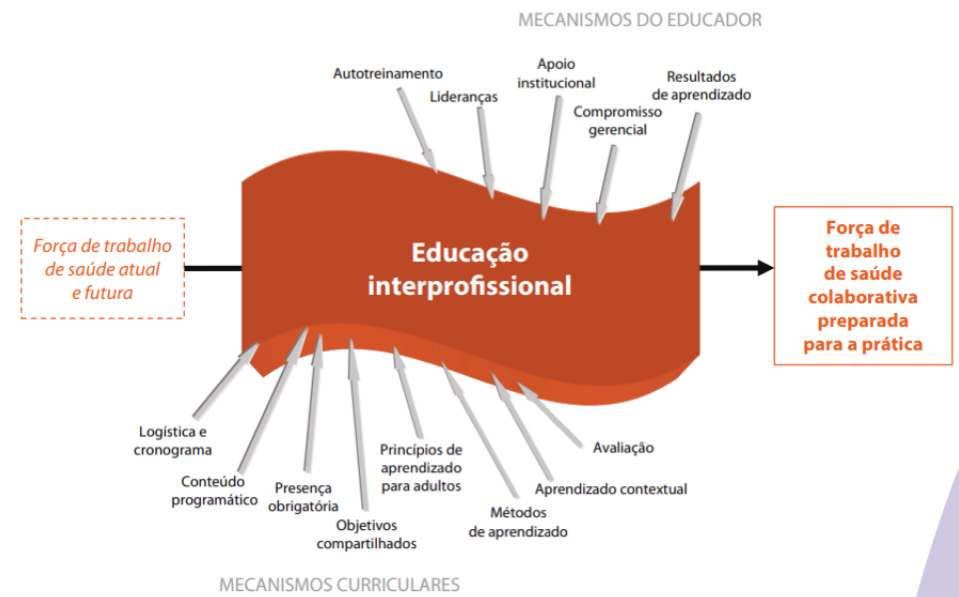 MECANISMOS DO EDUCADOR
Autotreinamento
Lideranças
Apoio
institucional
Compromisso
gerencial
Resultados
de aprendizado
Força de trabalho
de saúde atual
e futura
Educação
interprofissional
Força de
trabalho
de saúde
colaborativa
preparada
para a prática
Logística e
cronograma
Conteúdo
programático
Presença
obrigatória
Objetivos
compartilhados
Princípios de
aprendizado
para adultos
Métodos
de aprendizado
Aprendizado contextual
Avaliação
MECANISMOS CURRICULARES